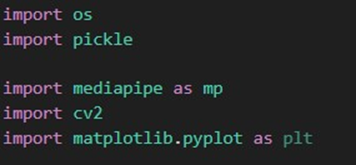 import os
import pickle
import mediapipe as mp
import cv2
import matplotlib.pyplot as plt